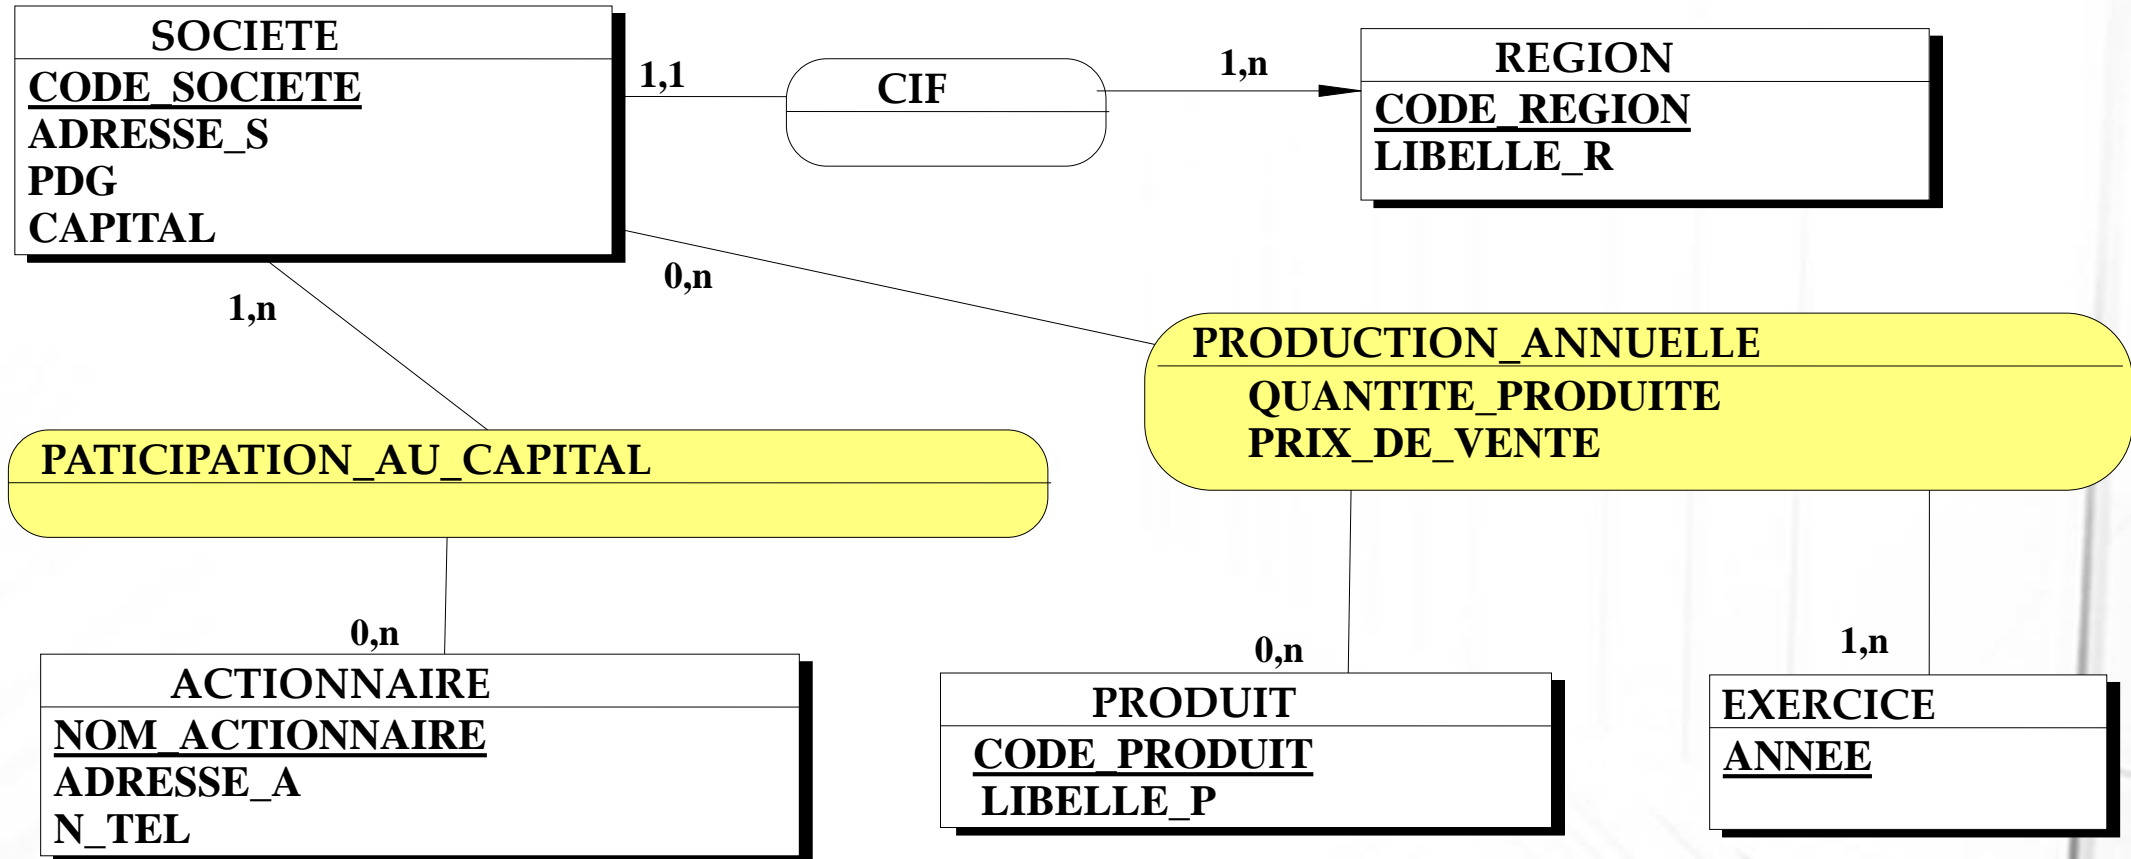 SOCIETE
CODE_SOCIETE
ADRESSE_S
PDG
CAPITAL
1,1
CIF
1,n
REGION
CODE_REGION
LIBELLE_R
1,n
0,n
PRODUCTION_ANNUELLE
QUANTITE_PRODUITE
PRIX_DE_VENTE
PATICIPATION_AU_CAPITAL
0,n
ACTIONNAIRE
NOM_ACTIONNAIRE
ADRESSE_A
N_TEL
0,n
PRODUIT
CODE_PRODUIT
LIBELLE_P
1,n
EXERCICE
ANNEE